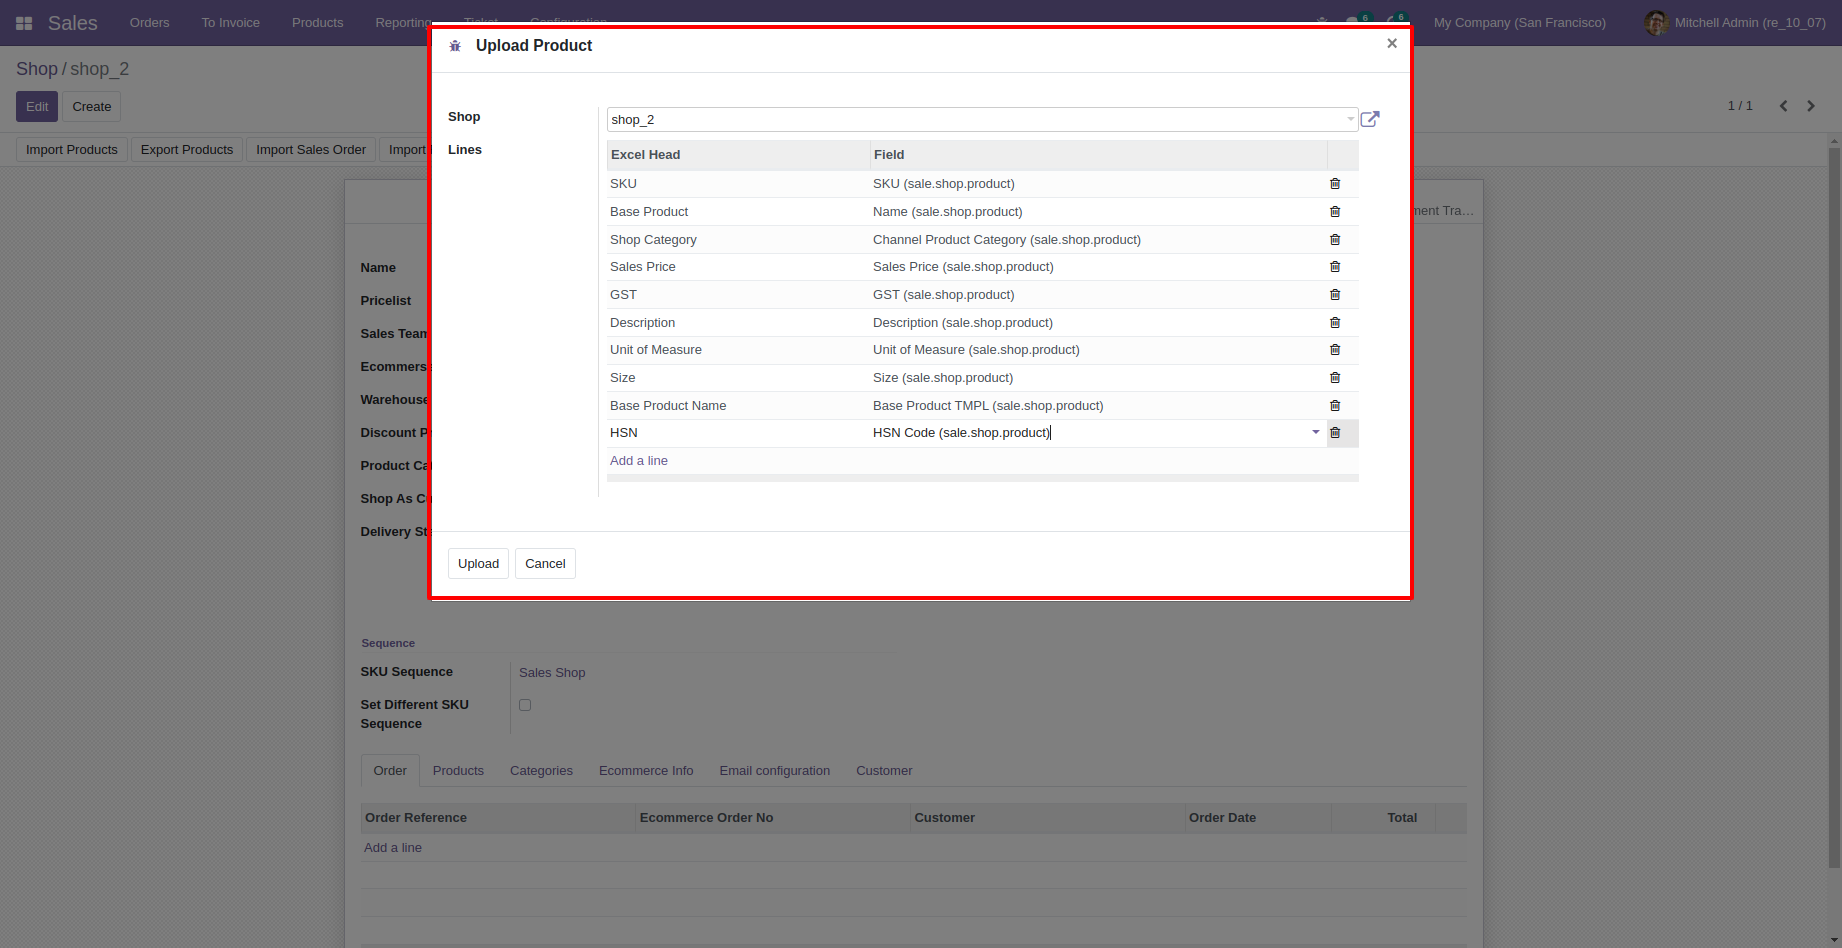 Sales Orders To Invoice Products Reporting Ticket Configuration 6 6 My Company (San Francisco) Mitchell Admin (re_10_07)
Shop / shop_2
Edit Create
1 / 1
Import Products Export Products Import Sales Order Import
Upload Product ×
Shop shop_2
Lines
Excel Head Field
SKU SKU (sale.shop.product)
Base Product Name (sale.shop.product)
Shop Category Channel Product Category (sale.shop.product)
Sales Price Sales Price (sale.shop.product)
GST GST (sale.shop.product)
Description Description (sale.shop.product)
Unit of Measure Unit of Measure (sale.shop.product)
Size Size (sale.shop.product)
Base Product Name Base Product TMPL (sale.shop.product)
HSN HSN Code (sale.shop.product)
Add a line
Upload Cancel
ment Tra...
Name
Pricelist
Sales Team
Ecommers
Warehouse
Discount P
Product Ca
Shop As C
Delivery St
Sequence
SKU Sequence Sales Shop
Set Different SKU
Sequence
Order Products Categories Ecommerce Info Email configuration Customer
Order Reference Ecommerce Order No Customer Order Date Total
Add a line